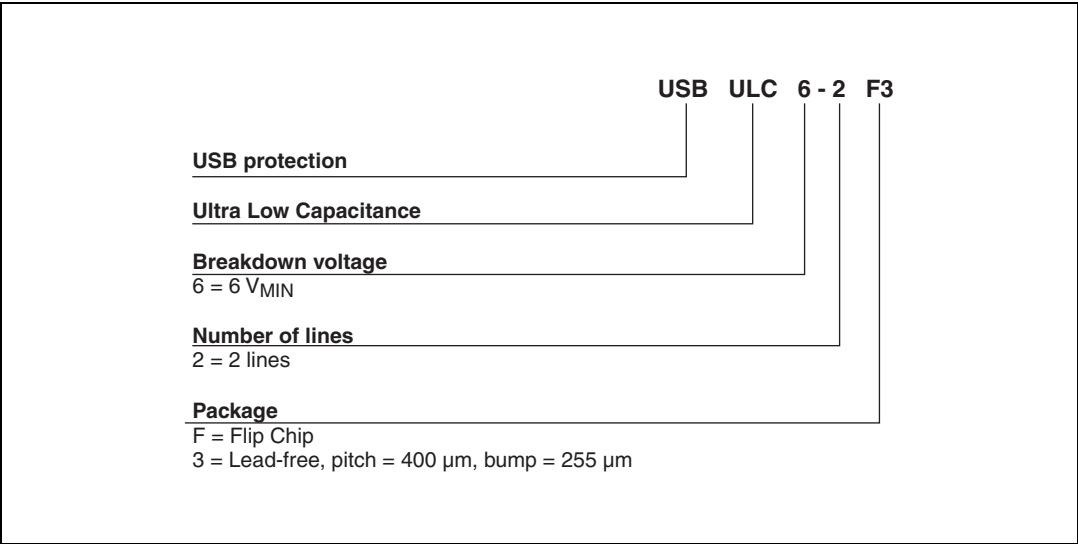 USB ULC 6 - 2 F3
USB protection
Ultra Low Capacitance
Breakdown voltage
6 = 6 VMIN
Number of lines
2 = 2 lines
Package
F = Flip Chip
3 = Lead-free, pitch = 400 µm, bump = 255 µm